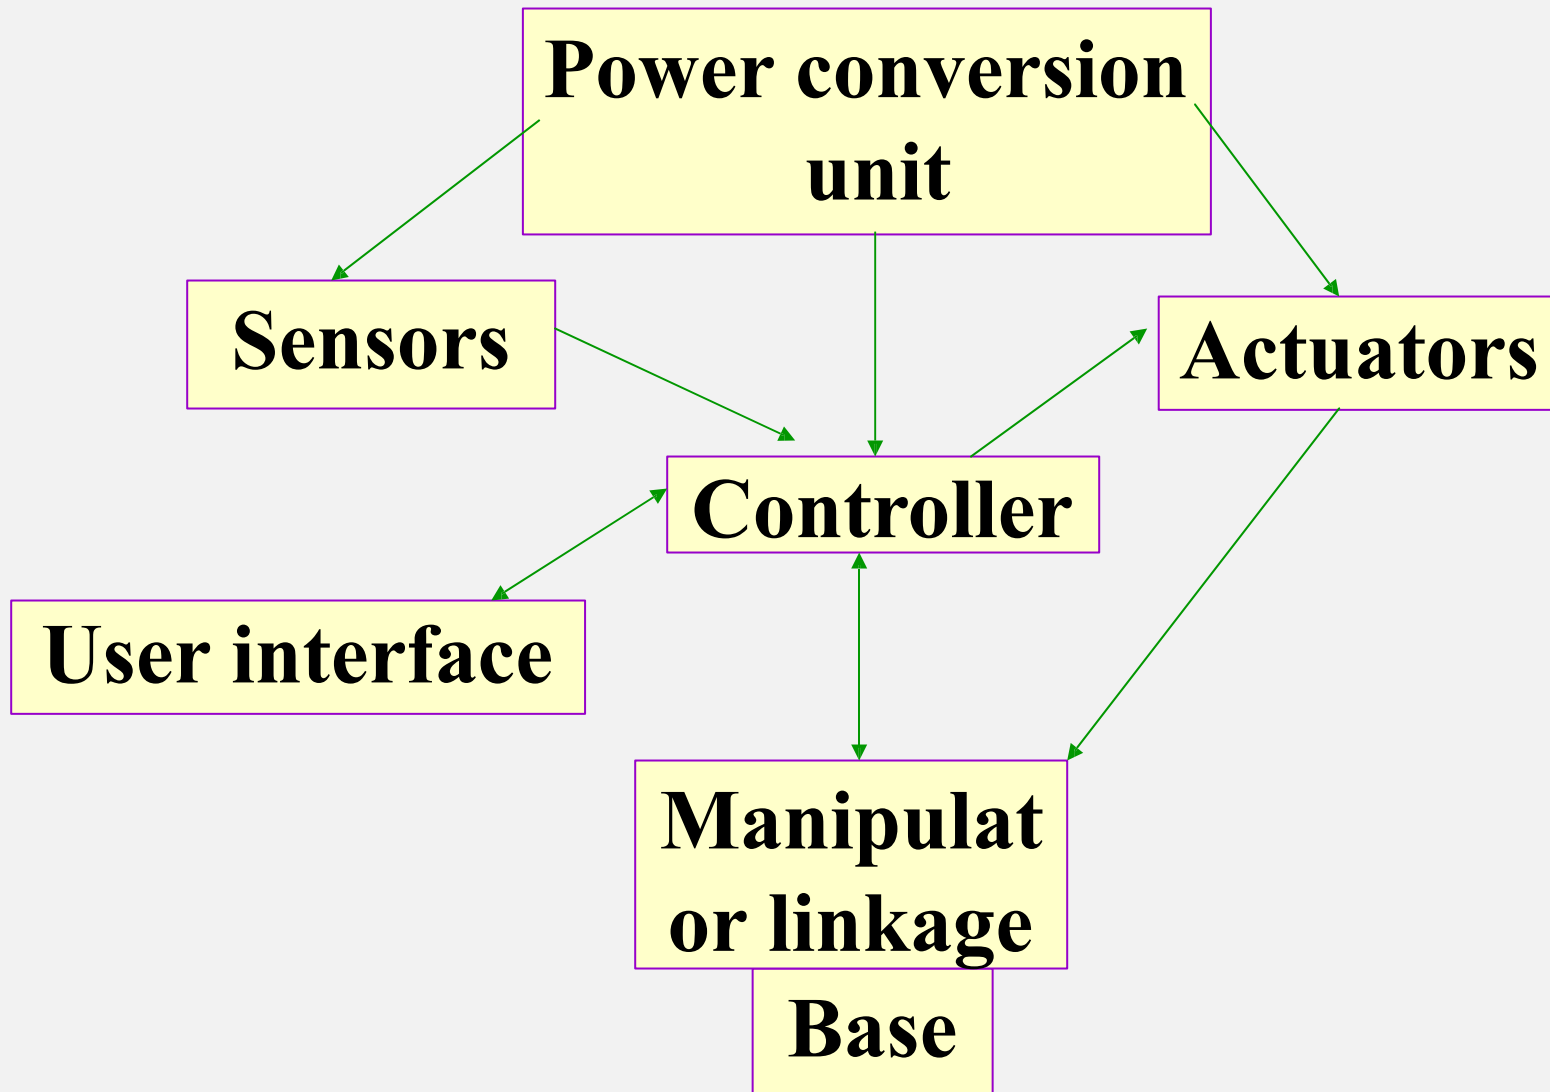 Power conversion
unit
Sensors
Actuators
Controller
User interface
Manipulat
or linkage
Base